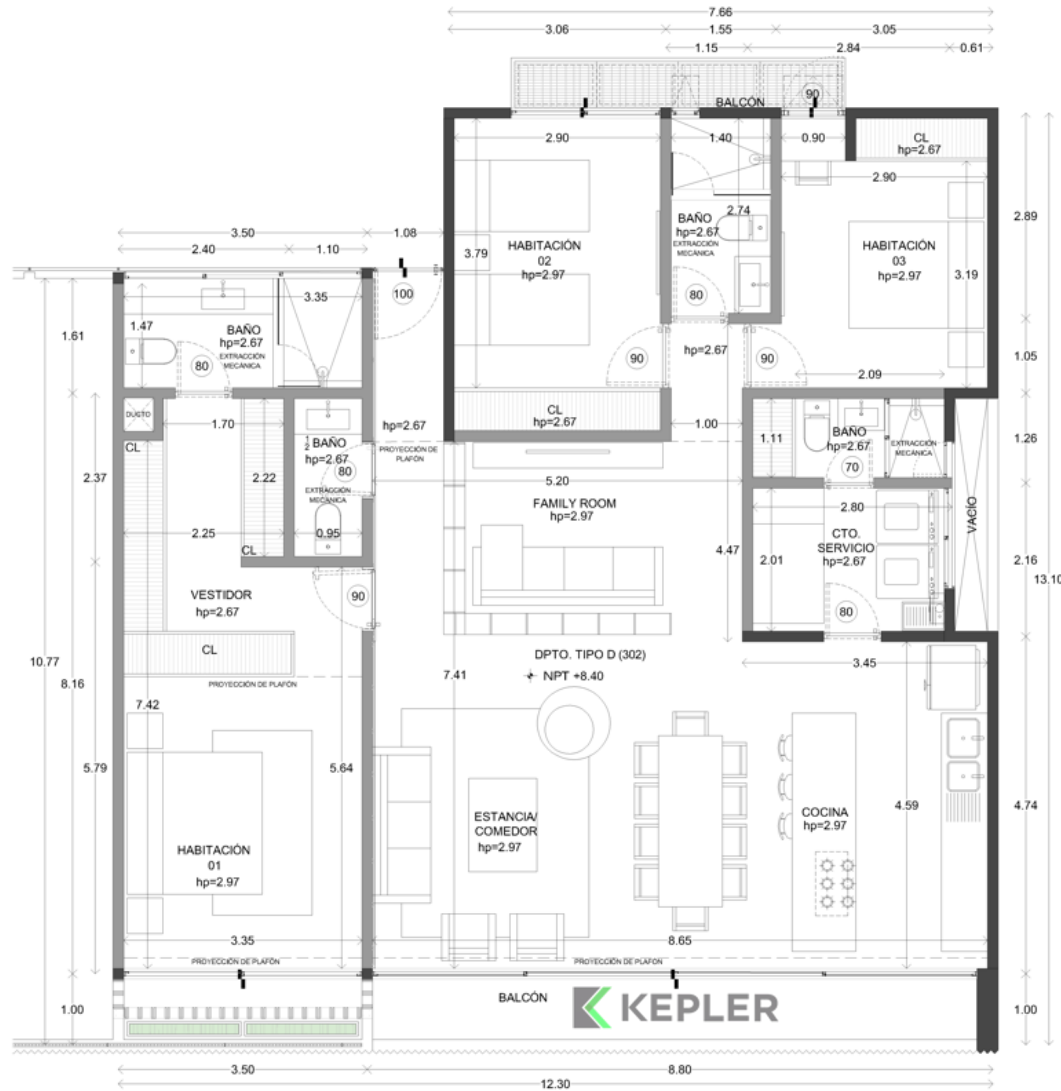 7.66
3.06 1.55 3.05
1.15 2.84 0.61
90
BALCÓN
2.90 1.40 0.90 CL
hp=2.67
2.90
2.89
3.50 1.08
2.40 1.10
2.74
BAÑO
hp=2.67
EXTRACCIÓN
MECÁNICA
HABITACIÓN
02
hp=2.97
3.79
HABITACIÓN
03
hp=2.97
3.19
100
80
3.35
1.47
1.61
BAÑO
hp=2.67
EXTRACCIÓN
MECÁNICA
80
hp=2.67
90
90
1.05
2.09
DUCTO
CL
1.70
BAÑO
hp=2.67
EXTRACCIÓN
MECÁNICA
80
0.95
hp=2.67
PROYECCIÓN DE
PLAFÓN
CL
hp=2.67
1.00
1.11
BAÑO
hp=2.67
EXTRACCIÓN
MECÁNICA
70
1.26
2.37
2.22
2.25
CL
5.20
FAMILY ROOM
hp=2.97
4.47
2.80
CTO.
SERVICIO
hp=2.67
2.01
80
VACÍO
2.16
13.10
VESTIDOR
hp=2.67
90
CL
PROYECCIÓN DE PLAFÓN
DPTO. TIPO D (302)
NPT +8.40
3.45
10.77
8.16
7.41
7.42
5.79
5.64
ESTANCIA/
COMEDOR
hp=2.97
COCINA
hp=2.97
4.59
4.74
HABITACIÓN
01
hp=2.97
3.35
8.65
PROYECCIÓN DE PLAFÓN
PROYECCIÓN DE PLAFÓN
1.00
BALCÓN
KEPLER
1.00
3.50 8.80
12.30